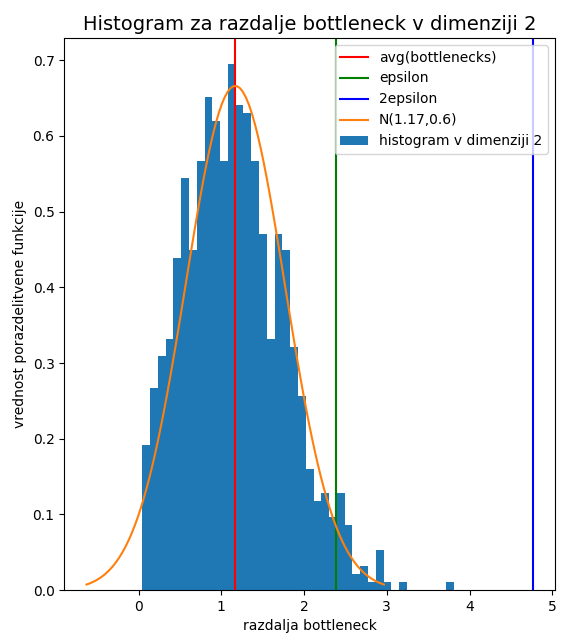 Histogram za razdalje bottleneck v dimenziji 2
avg(bottlenecks)
epsilon
2epsilon
N(1.17,0.6)
histogram v dimenziji 2
vrednost porazdelitvene funkcije
0.7
0.6
0.5
0.4
0.3
0.2
0.1
0.0
0 1 2 3 4 5
razdalja bottleneck